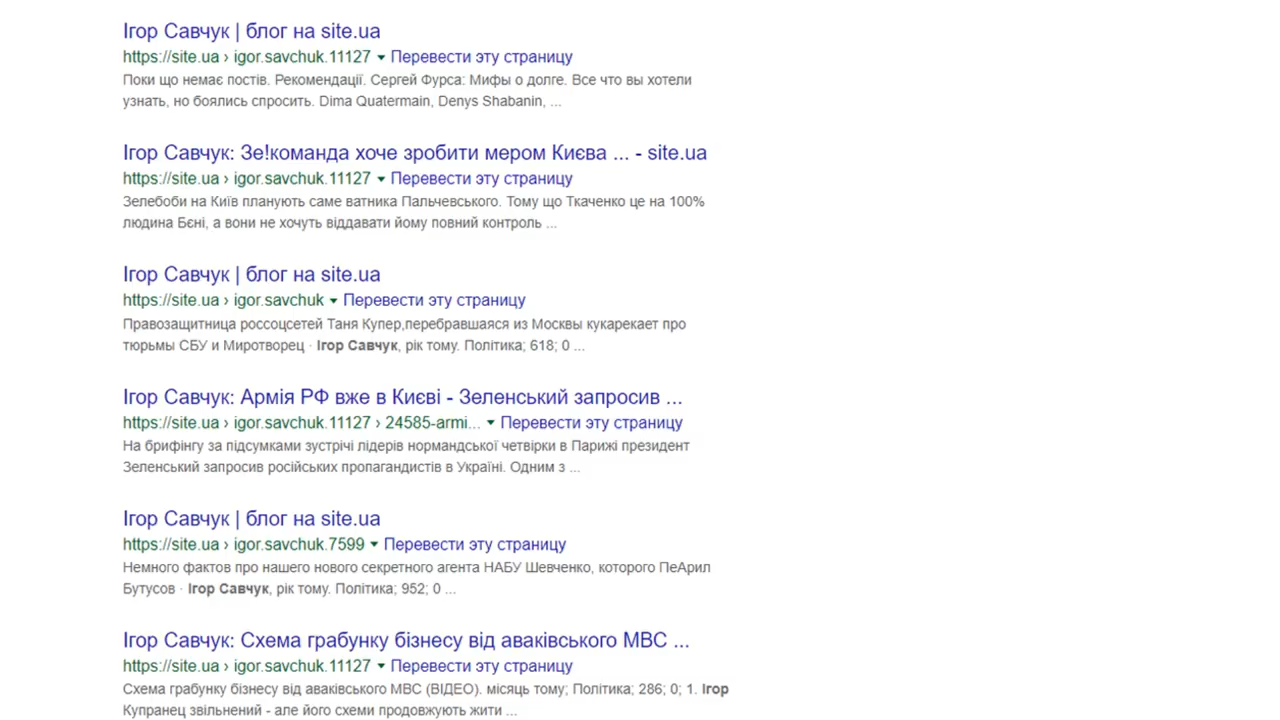 Ігор Савчук | блог на site.ua
https://site.ua › igor.savchuk.11127 ▾ Перевести эту страницу
Поки що немає постів. Рекомендації. Сергей Фурса: Мифы о долге. Все что вы хотели
узнать, но боялись спросить. Dima Quatermain, Denys Shabanin, ...
Ігор Савчук: Зе!команда хоче зробити мером Києва ... - site.ua
https://site.ua › igor.savchuk.11127 ▾ Перевести эту страницу
Зелебоби на Київ планують саме ватника Пальчевського. Тому що Ткаченко це на 100%
людина Бєні, а вони не хочуть віддавати йому повний контроль ...
Ігор Савчук | блог на site.ua
https://site.ua › igor.savchuk ▾ Перевести эту страницу
Правозащитница россоцсетей Таня Купер,перебравшаяся из Москвы кукарекает про
тюрьмы СБУ и Миротворец · Ігор Савчук, рік тому. Політика; 618; 0 ...
Ігор Савчук: Армія РФ вже в Києві - Зеленський запросив ...
https://site.ua › igor.savchuk.11127 › 24585-armi... ▾ Перевести эту страницу
На брифінгу за підсумками зустрічі лідерів нормандської четвірки в Парижі президент
Зеленський запросив російських пропагандистів в Україні. Одним з ...
Ігор Савчук | блог на site.ua
https://site.ua › igor.savchuk.7599 ▾ Перевести эту страницу
Немного фактов про нашего нового секретного агента НАБУ Шевченко, которого ПеАрил
Бутусов · Ігор Савчук, рік тому. Політика; 952; 0 ...
Ігор Савчук: Схема грабунку бізнесу від аваківського МВС ...
https://site.ua › igor.savchuk.11127 ▾ Перевести эту страницу
Схема грабунку бізнесу від аваківського МВС (ВІДЕО). місяць тому; Політика; 286; 0; 1. Ігор
Купранец звільнений - але його схеми продовжують жити ...